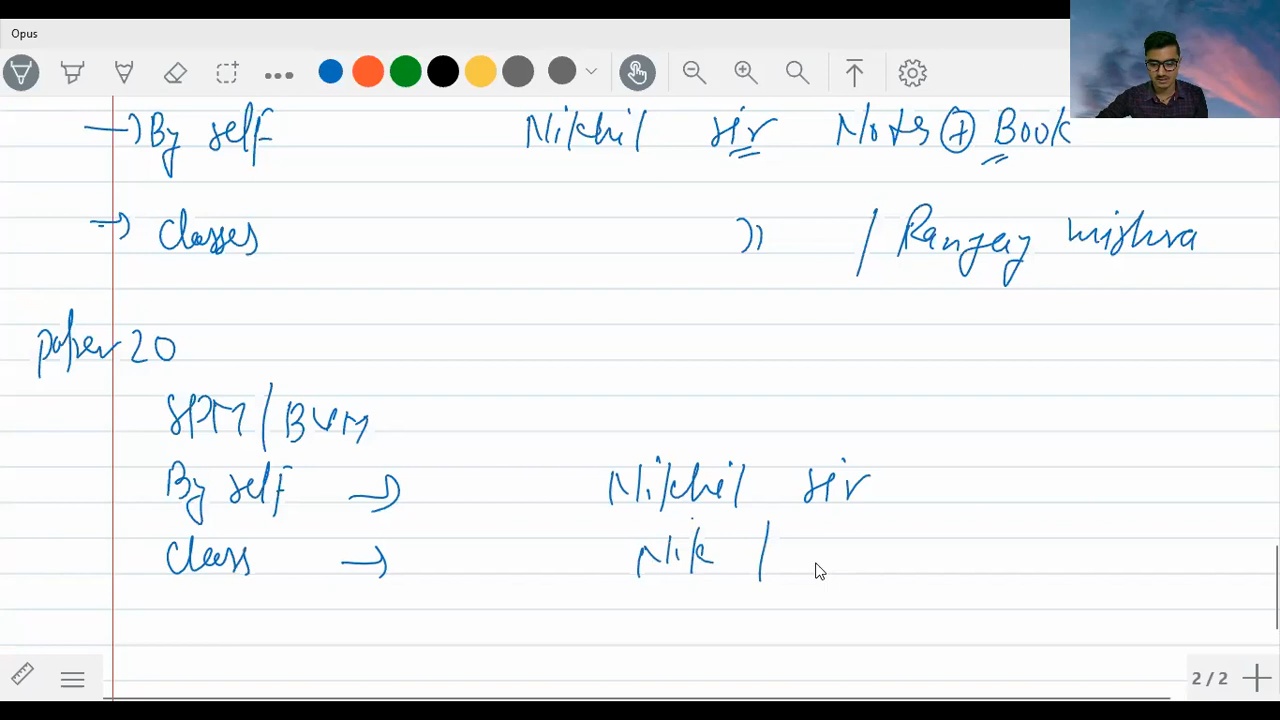 Opus
→ By self Nikhil sir Notes + Book
→ Classes )) / Ranjay mishra
paper 20
SPM / BVM
By self → Nikhil sir
Class → Nik /
2 / 2